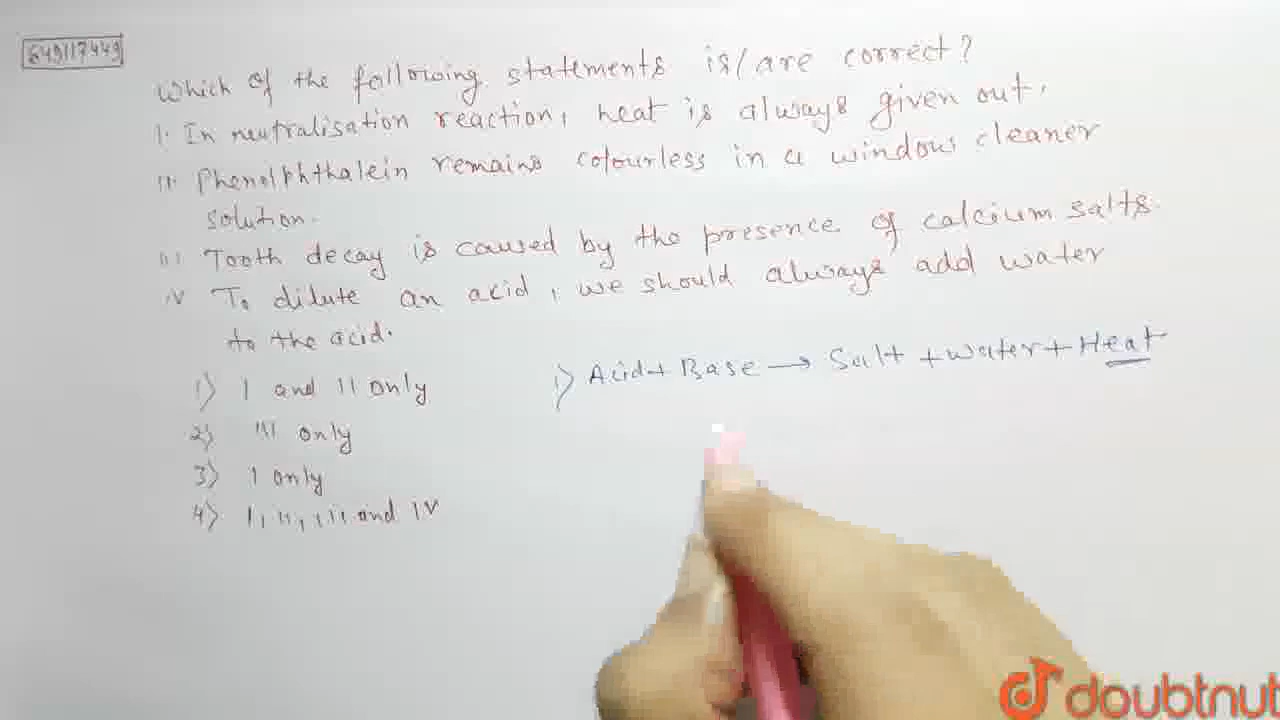 649117449
Which of the following statements is/are correct?
I. In neutralisation reaction, heat is always given out.
II. Phenolphthalein remains colourless in a window cleaner
solution.
III Tooth decay is caused by the presence of calcium salts.
IV To dilute an acid, we should always add water
to the acid.
1) I and II only
2) III only
3) I only
4) I, II, III and IV
i) Acid + Base → Salt + Water + Heat
doubtnut